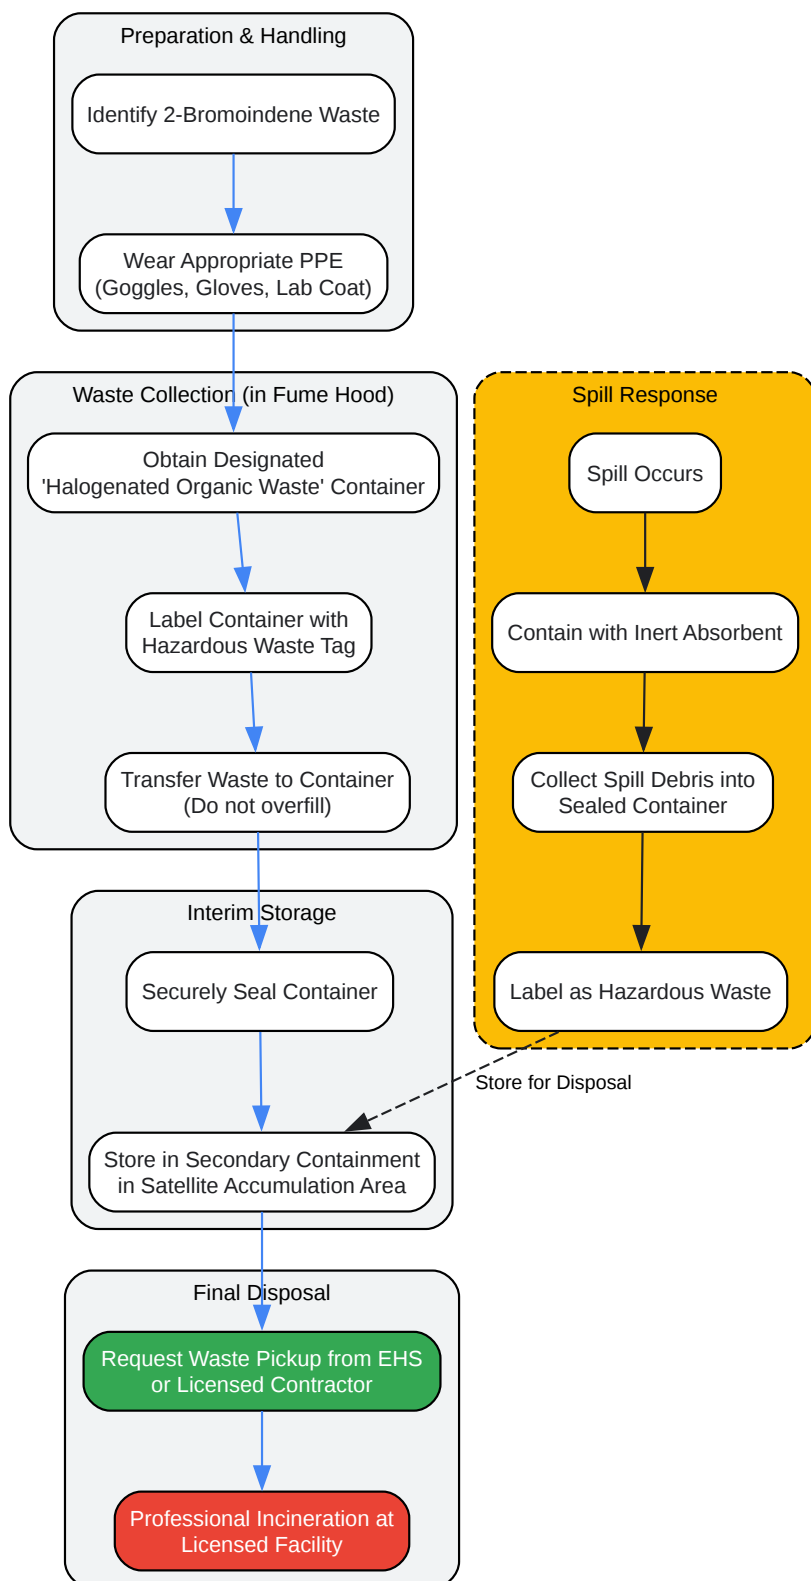 Preparation & Handling
Identify 2-Bromoindene Waste
Wear Appropriate PPE
(Goggles, Gloves, Lab Coat)
Waste Collection (in Fume Hood)
Obtain Designated
'Halogenated Organic Waste' Container
Label Container with
Hazardous Waste Tag
Transfer Waste to Container
(Do not overfill)
Spill Response
Spill Occurs
Contain with Inert Absorbent
Collect Spill Debris into
Sealed Container
Label as Hazardous Waste
Store for Disposal
Interim Storage
Securely Seal Container
Store in Secondary Containment
in Satellite Accumulation Area
Final Disposal
Request Waste Pickup from EHS
or Licensed Contractor
Professional Incineration at
Licensed Facility